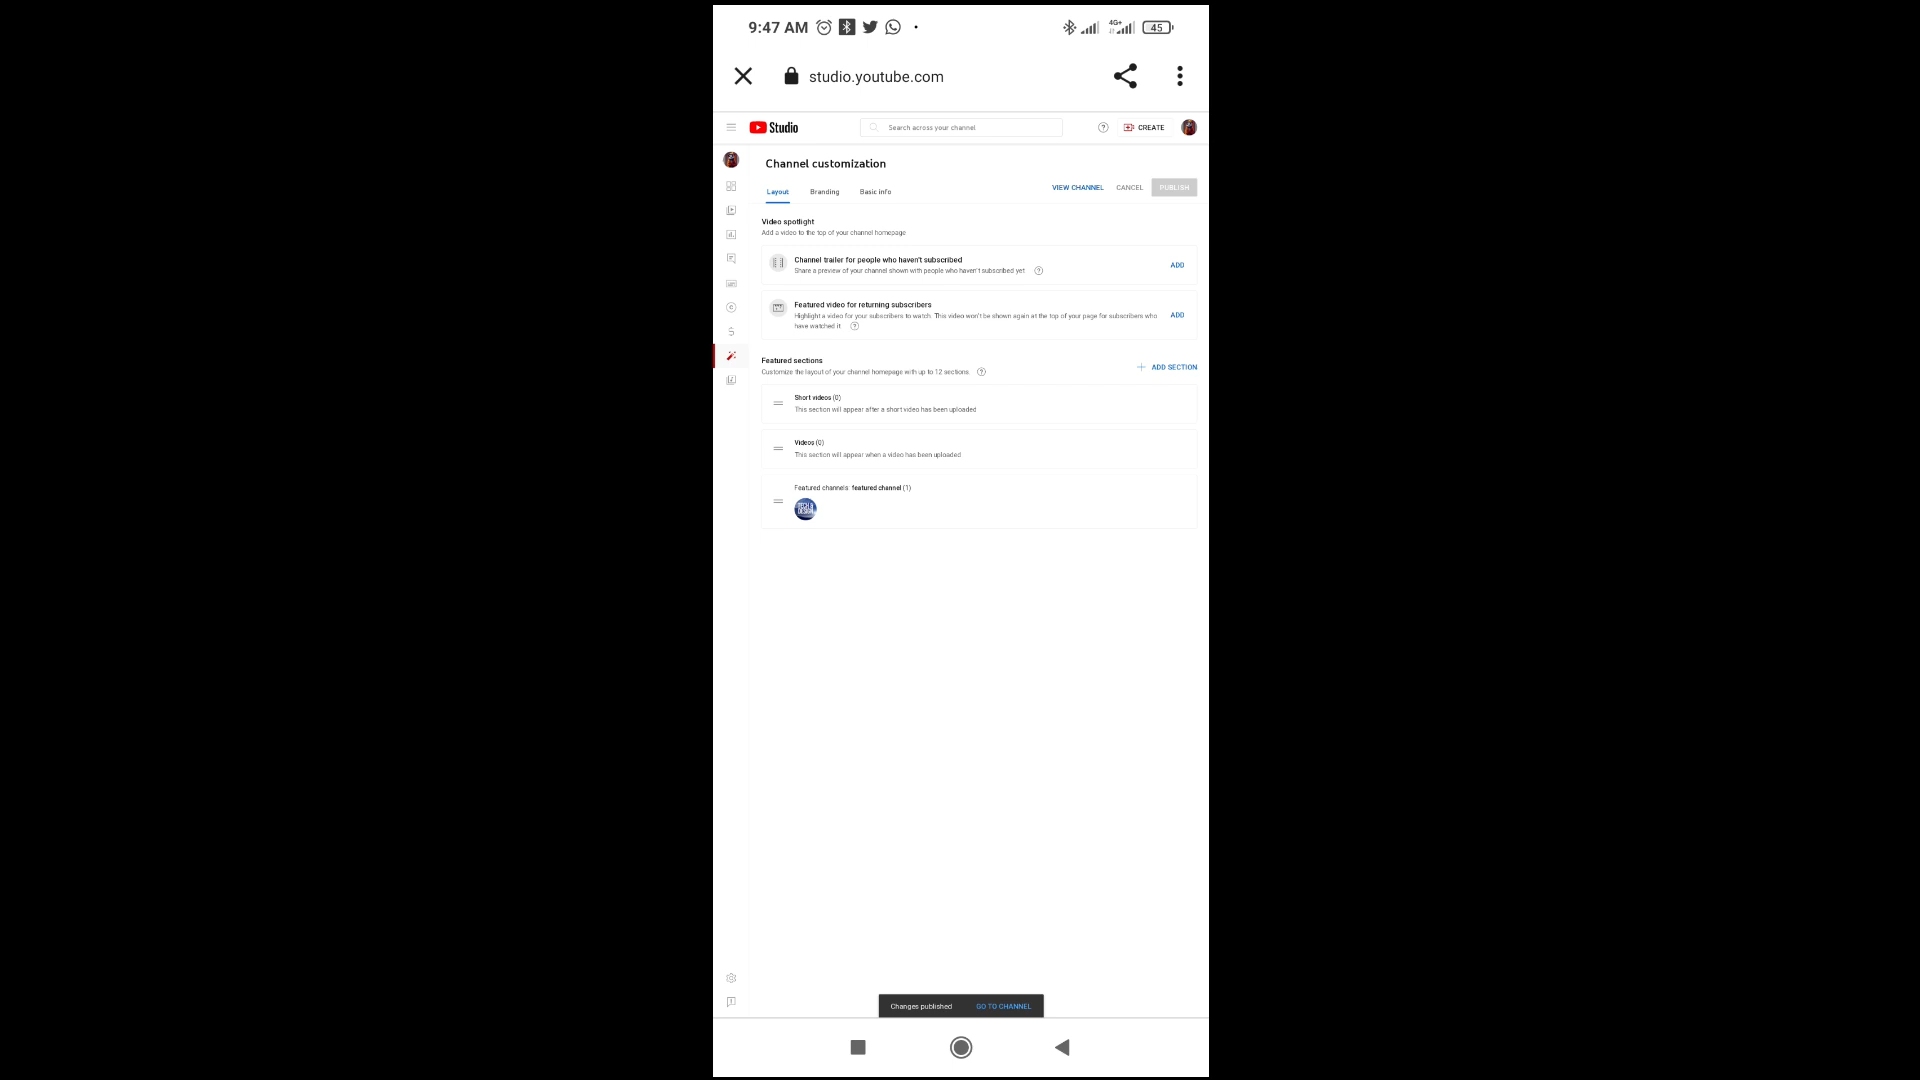 9:47 AM
4G+
45
studio.youtube.com
Studio
Search across your channel
CREATE
Channel customization
Layout
Branding
Basic info
VIEW CHANNEL
CANCEL
PUBLISH
Video spotlight
Add a video to the top of your channel homepage
Channel trailer for people who haven't subscribed
Share a preview of your channel shown with people who haven't subscribed yet
ADD
Featured video for returning subscribers
Highlight a video for your subscribers to watch. This video won't be shown again at the top of your page for subscribers who
have watched it
ADD
Featured sections
Customize the layout of your channel homepage with up to 12 sections.
ADD SECTION
Short videos (0)
This section will appear after a short video has been uploaded
Videos (0)
This section will appear when a video has been uploaded
Featured channels: featured channel (1)
TECH &
DESIGN
Changes published
GO TO CHANNEL